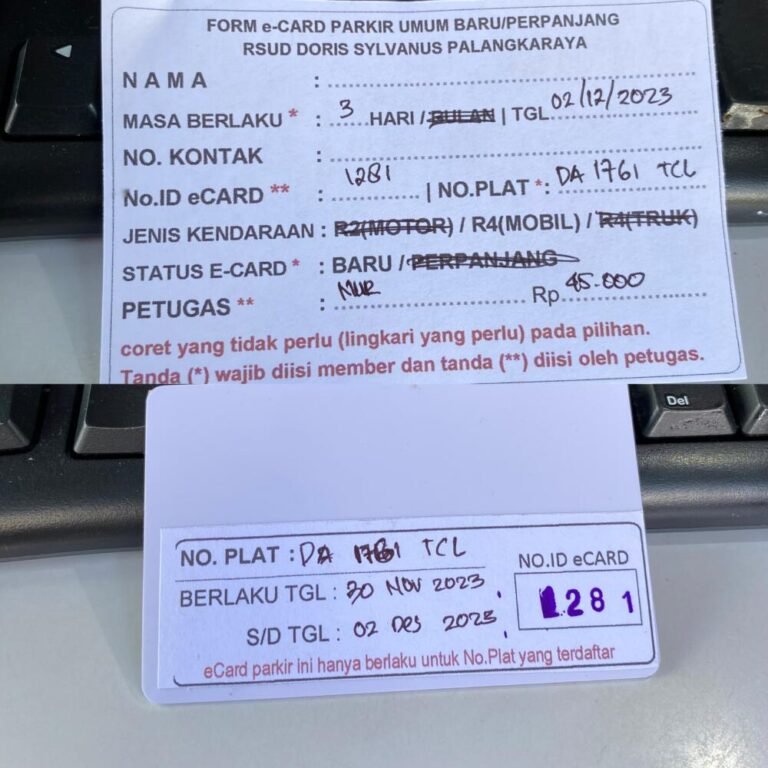 FORM e-CARD PARKIR UMUM BARU/PERPANJANG
RSUD DORIS SYLVANUS PALANGKARAYA
NAMA :
MASA BERLAKU * : 3 HARI / BULAN | TGL 02/12/2023
NO. KONTAK :
No.ID eCARD ** : 1281 | NO.PLAT *: DA 1761 TCL
JENIS KENDARAAN : R2(MOTOR) / R4(MOBIL) / R4(TRUK)
STATUS E-CARD * : BARU / PERPANJANG
PETUGAS ** : MUR Rp 45.000
coret yang tidak perlu (lingkari yang perlu) pada pilihan.
Tanda (*) wajib diisi member dan tanda (**) diisi oleh petugas.
Del
NO. PLAT : DA 1761 TCL
NO.ID eCARD
BERLAKU TGL : 30 NOV 2023
1281
S/D TGL : 02 Des 2023
eCard parkir ini hanya berlaku untuk No.Plat yang terdaftar